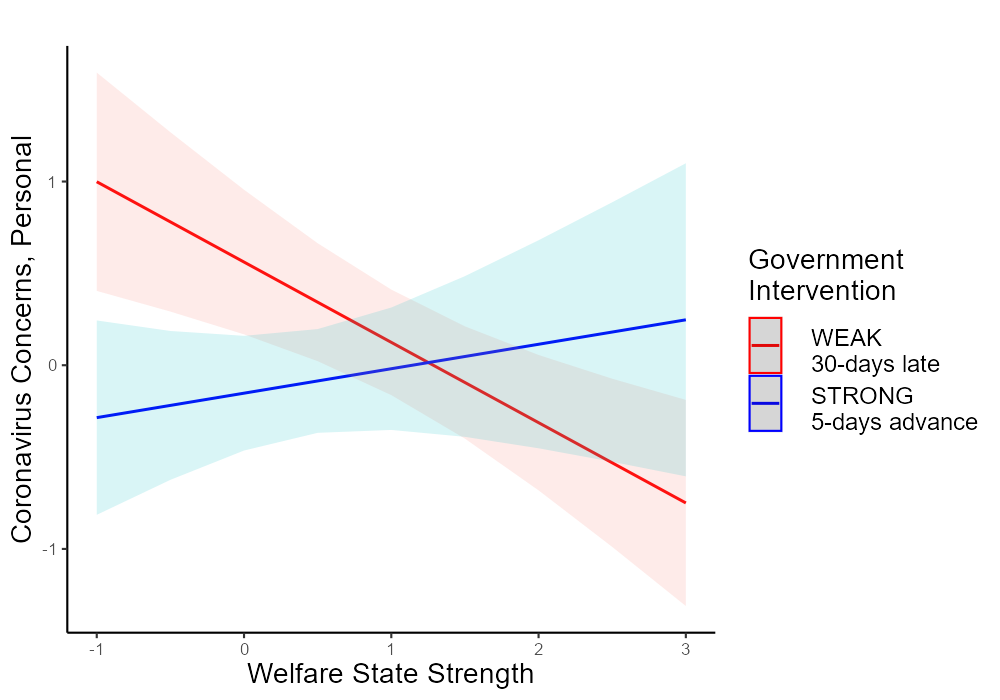 Coronavirus Concerns, Personal
1
0
-1
-1
0
1
2
3
Welfare State Strength
Government
Intervention
WEAK
30-days late
STRONG
5-days advance